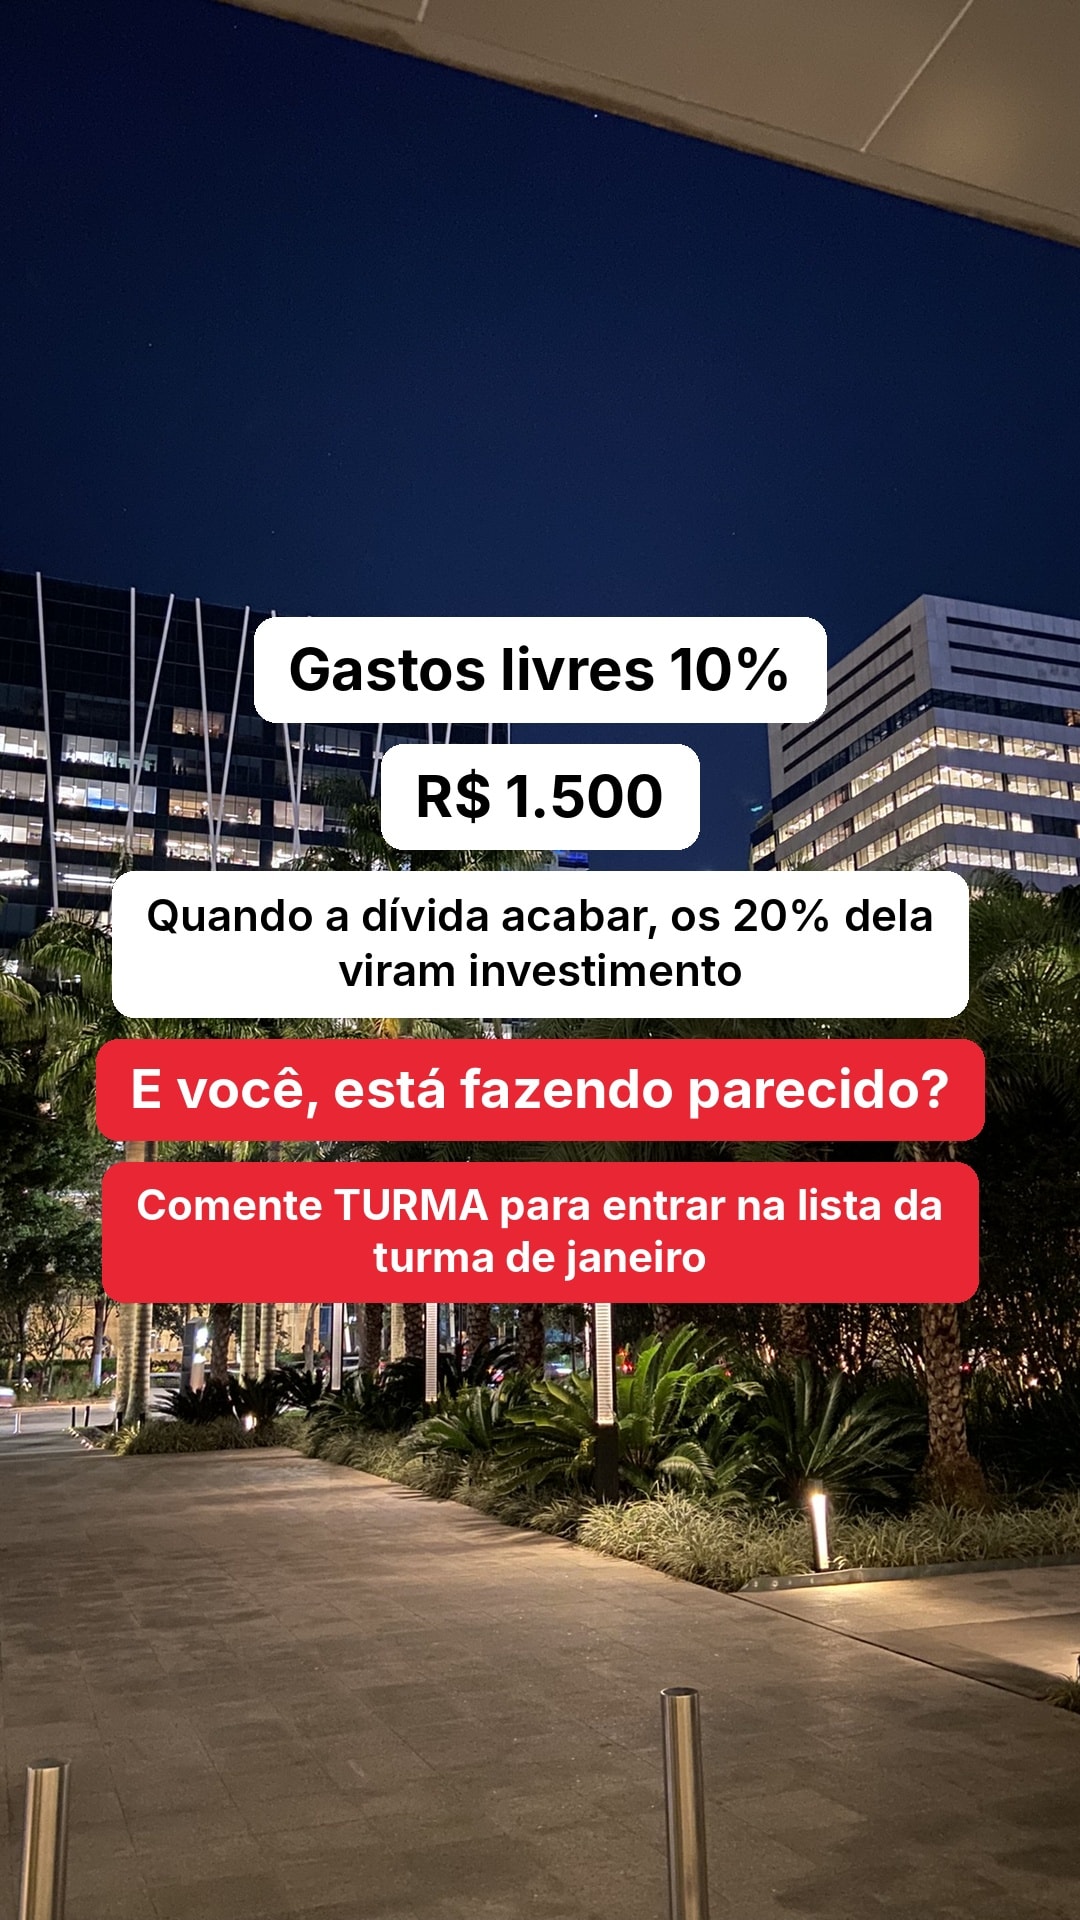 Gastos livres 10%
R$ 1.500
Quando a dívida acabar, os 20% dela
viram investimento
E você, está fazendo parecido?
Comente TURMA para entrar na lista da
turma de janeiro